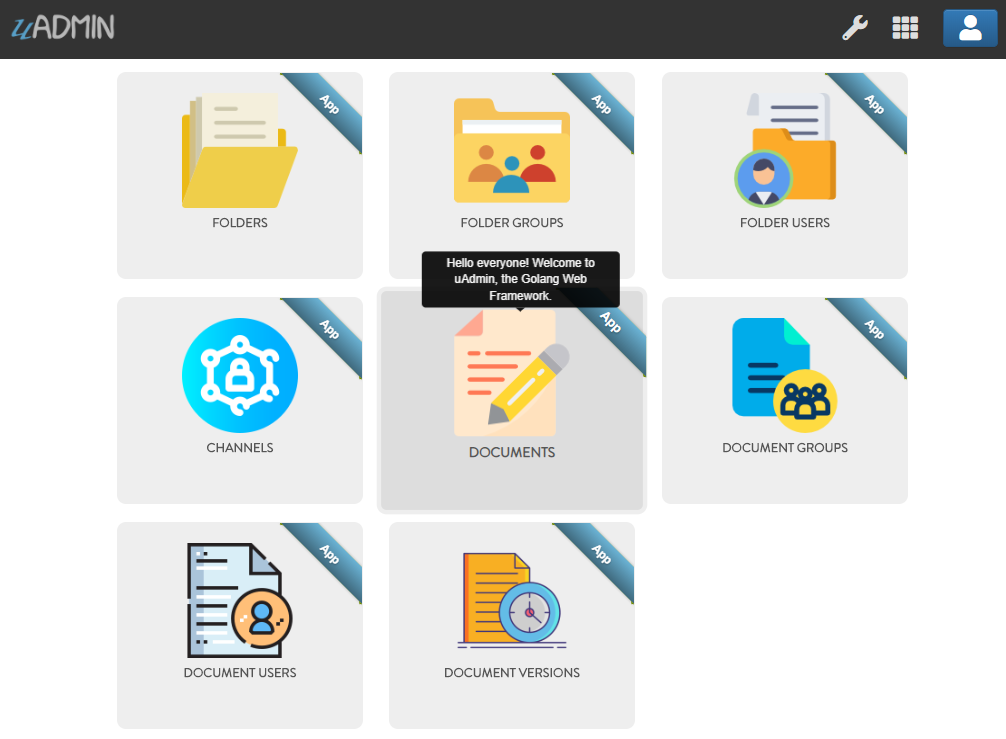 uADMIN
App
App
App
FOLDERS
FOLDER GROUPS
FOLDER USERS
Hello everyone! Welcome to
uAdmin, the Golang Web
Framework.
App
App
App
CHANNELS
DOCUMENTS
DOCUMENT GROUPS
App
App
DOCUMENT USERS
DOCUMENT VERSIONS